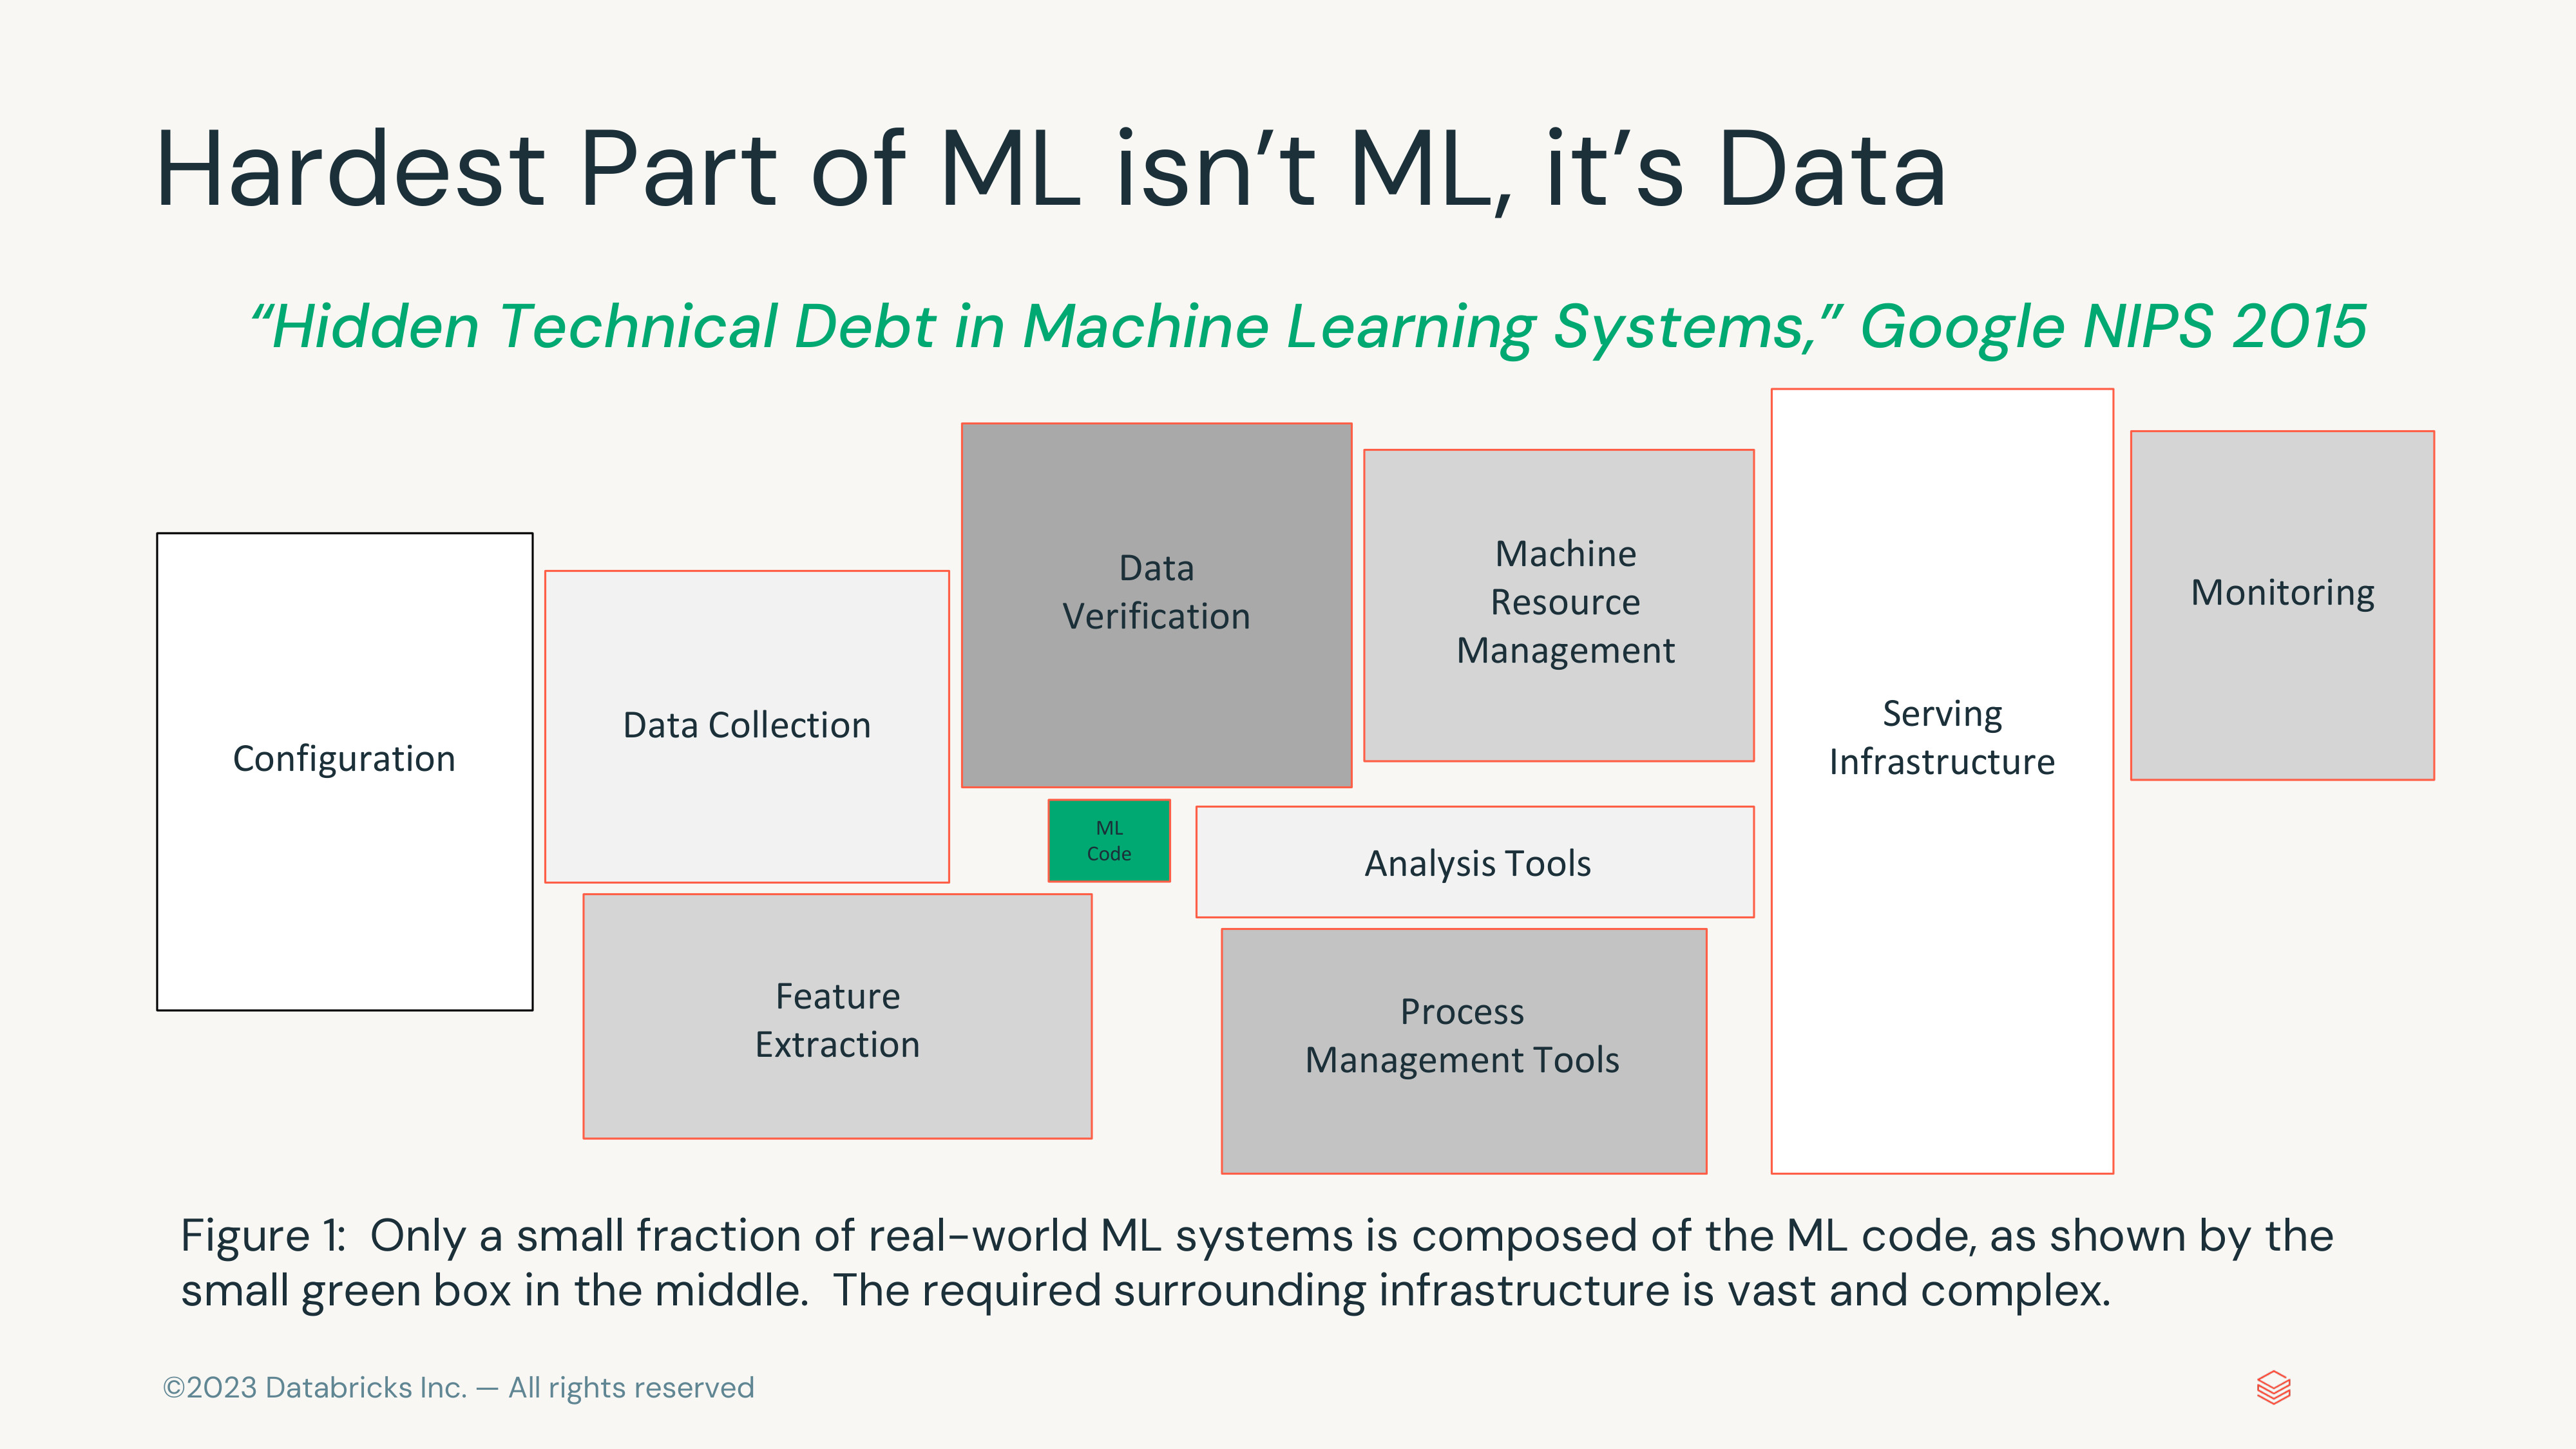 Hardest Part of ML isn’t ML, it’s Data
“Hidden Technical Debt in Machine Learning Systems,” Google NIPS 2015
Configuration
Data Collection
Data
Verification
Machine
Resource
Management
Serving
Infrastructure
Monitoring
ML
Code
Analysis Tools
Feature
Extraction
Process
Management Tools
Figure 1:  Only a small fraction of real-world ML systems is composed of the ML code, as shown by the
small green box in the middle.  The required surrounding infrastructure is vast and complex.
©2023 Databricks Inc. — All rights reserved